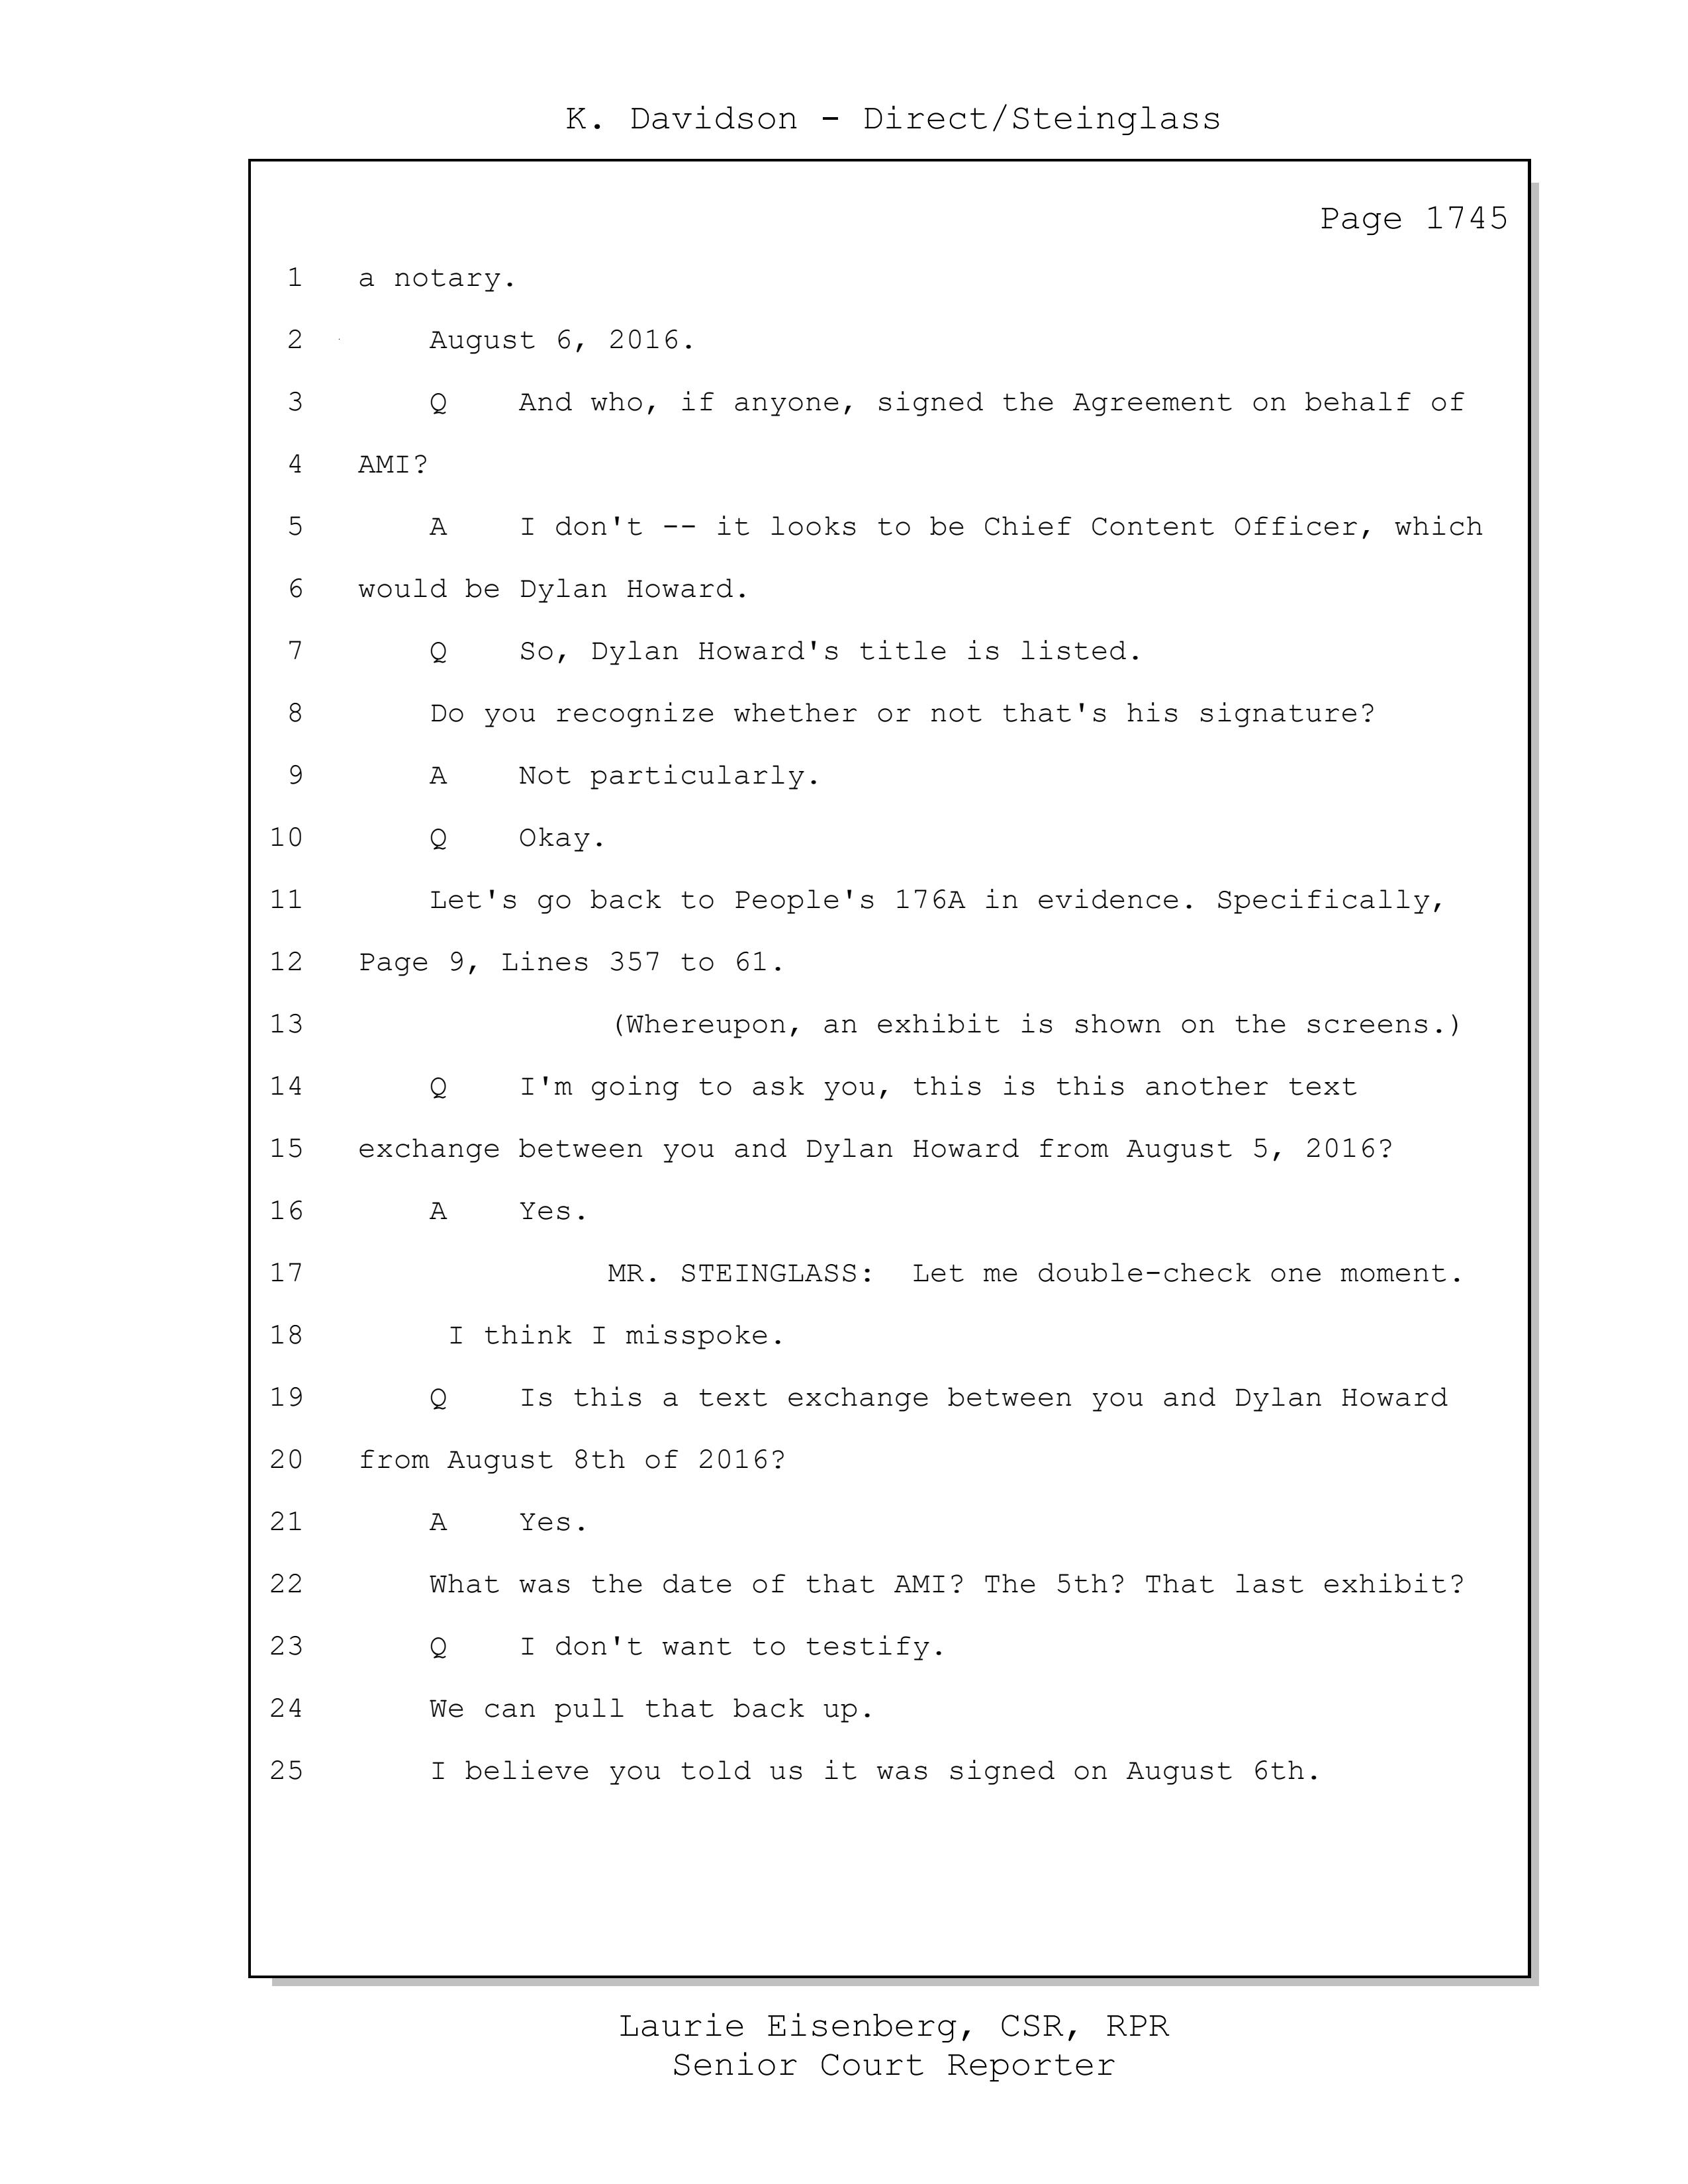 K. Davidson - Direct/Steinglass
Page 1745
1 a notary.
2 August 6, 2016.
3 Q And who, if anyone, signed the Agreement on behalf of
4 AMI?
5 A I don't -- it looks to be Chief Content Officer, which
6 would be Dylan Howard.
7 Q So, Dylan Howard's title is listed.
8 Do you recognize whether or not that's his signature?
9 A Not particularly.
10 Q Okay.
11 Let's go back to People's 176A in evidence. Specifically,
12 Page 9, Lines 357 to 61.
13 (Whereupon, an exhibit is shown on the screens.)
14 Q I'm going to ask you, this is this another text
15 exchange between you and Dylan Howard from August 5, 2016?
16 A Yes.
17 MR. STEINGLASS: Let me double-check one moment.
18 I think I misspoke.
19 Q Is this a text exchange between you and Dylan Howard
20 from August 8th of 2016?
21 A Yes.
22 What was the date of that AMI? The 5th? That last exhibit?
23 Q I don't want to testify.
24 We can pull that back up.
25 I believe you told us it was signed on August 6th.
Laurie Eisenberg, CSR, RPR
Senior Court Reporter